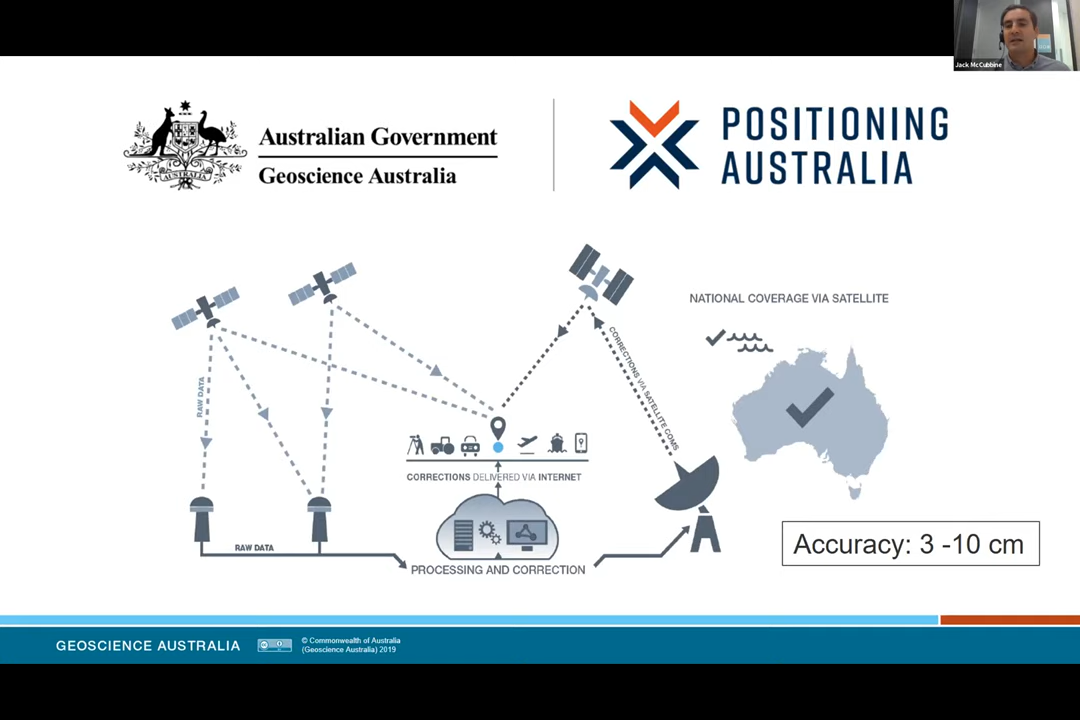 Jack McCubbine
Australian Government
Geoscience Australia
AUSTRALIA
POSITIONING
AUSTRALIA
NATIONAL COVERAGE VIA SATELLITE
RAW DATA
CORRECTIONS VIA SATELLITE COMS
CORRECTIONS DELIVERED VIA INTERNET
RAW DATA
PROCESSING AND CORRECTION
Accuracy: 3 -10 cm
GEOSCIENCE AUSTRALIA
© Commonwealth of Australia
(Geoscience Australia) 2019